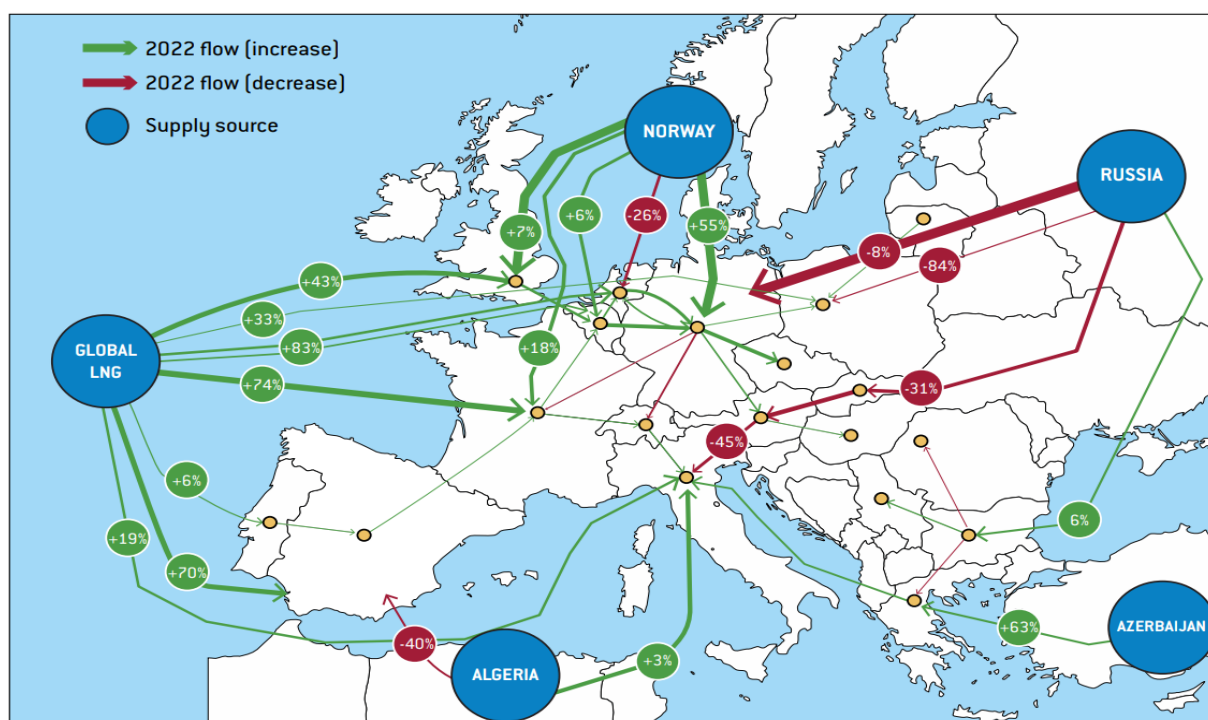 2022 flow (increase)
2022 flow (decrease)
Supply source
NORWAY
RUSSIA
+7%
+6%
-26%
+55%
-8%
-84%
+43%
+33%
+83%
+18%
GLOBAL
LNG
+74%
-31%
-45%
+6%
+19%
+70%
6%
-40%
+3%
+63%
ALGERIA
AZERBAIJAN